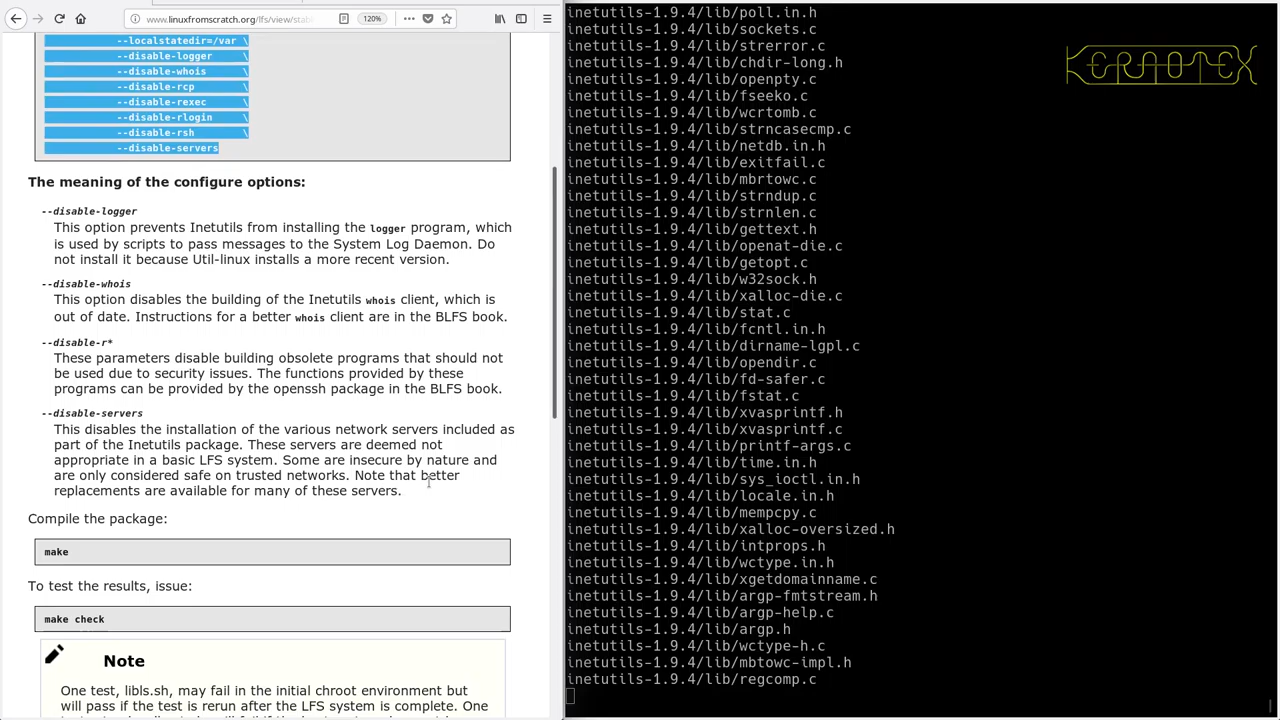 www.linuxfromscratch.org/lfs/view/stab
120%
--localstatedir=/var \
--disable-logger \
--disable-whois \
--disable-rcp \
--disable-rexec \
--disable-rlogin \
--disable-rsh \
--disable-servers
The meaning of the configure options:
--disable-logger
This option prevents Inetutils from installing the logger program, which
is used by scripts to pass messages to the System Log Daemon. Do
not install it because Util-linux installs a more recent version.
--disable-whois
This option disables the building of the Inetutils whois client, which is
out of date. Instructions for a better whois client are in the BLFS book.
--disable-r*
These parameters disable building obsolete programs that should not
be used due to security issues. The functions provided by these
programs can be provided by the openssh package in the BLFS book.
--disable-servers
This disables the installation of the various network servers included as
part of the Inetutils package. These servers are deemed not
appropriate in a basic LFS system. Some are insecure by nature and
are only considered safe on trusted networks. Note that better
replacements are available for many of these servers.
Compile the package:
make
To test the results, issue:
make check
Note
One test, libls.sh, may fail in the initial chroot environment but
will pass if the test is rerun after the LFS system is complete. One
inetutils-1.9.4/lib/poll.in.h
inetutils-1.9.4/lib/sockets.c
inetutils-1.9.4/lib/strerror.c
inetutils-1.9.4/lib/chdir-long.h
inetutils-1.9.4/lib/openpty.c
inetutils-1.9.4/lib/fseeko.c
inetutils-1.9.4/lib/wcrtomb.c
inetutils-1.9.4/lib/strncasecmp.c
inetutils-1.9.4/lib/netdb.in.h
inetutils-1.9.4/lib/exitfail.c
inetutils-1.9.4/lib/mbrtowc.c
inetutils-1.9.4/lib/strndup.c
inetutils-1.9.4/lib/strnlen.c
inetutils-1.9.4/lib/gettext.h
inetutils-1.9.4/lib/openat-die.c
inetutils-1.9.4/lib/getopt.c
inetutils-1.9.4/lib/w32sock.h
inetutils-1.9.4/lib/xalloc-die.c
inetutils-1.9.4/lib/stat.c
inetutils-1.9.4/lib/fcntl.in.h
inetutils-1.9.4/lib/dirname-lgpl.c
inetutils-1.9.4/lib/opendir.c
inetutils-1.9.4/lib/fd-safer.c
inetutils-1.9.4/lib/fstat.c
inetutils-1.9.4/lib/xvasprintf.h
inetutils-1.9.4/lib/xvasprintf.c
inetutils-1.9.4/lib/printf-args.c
inetutils-1.9.4/lib/time.in.h
inetutils-1.9.4/lib/sys_ioctl.in.h
inetutils-1.9.4/lib/locale.in.h
inetutils-1.9.4/lib/mempcpy.c
inetutils-1.9.4/lib/xalloc-oversized.h
inetutils-1.9.4/lib/intprops.h
inetutils-1.9.4/lib/wctype.in.h
inetutils-1.9.4/lib/xgetdomainname.c
inetutils-1.9.4/lib/argp-fmtstream.h
inetutils-1.9.4/lib/argp-help.c
inetutils-1.9.4/lib/argp.h
inetutils-1.9.4/lib/wctype-h.c
inetutils-1.9.4/lib/mbtowc-impl.h
inetutils-1.9.4/lib/regcomp.c